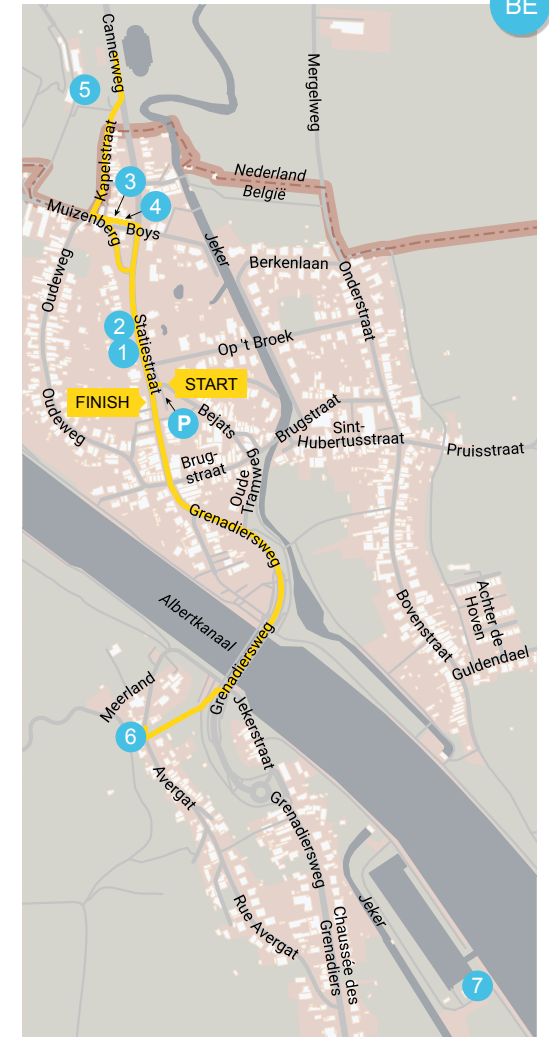 BE
Cannerweg
Mergelweg
5
Kapelstraat
Nederland
België
3
4
Muizenberg
Boys
Jeker
Oudeweg
Berkenlaan
Onderstraat
2
1
Statiestraat
Op 't Broek
START
FINISH
P
Oudeweg
Bejats
Brugstraat
Sint-
Hubertusstraat
Pruisstraat
Brug-
straat
Oude
Tramweg
Grenadiersweg
Albertkanaal
Grenadiersweg
Bovenstraat
Achter de
Hoven
Guldendael
Meerland
6
Jekerstraat
Avergat
Grenadiersweg
Rue Avergat
Jeker
Chaussée des
Grenadiers
7